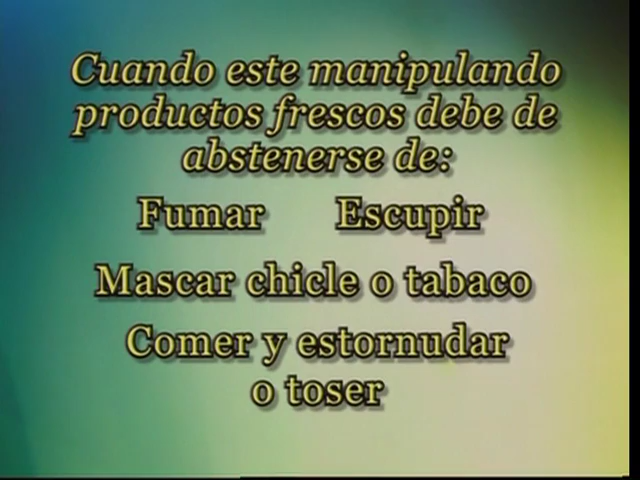 Cuando este manipulando
productos frescos debe de
abstenerse de:
Fumar Escupir
Mascar chicle o tabaco
Comer y estornudar
o toser